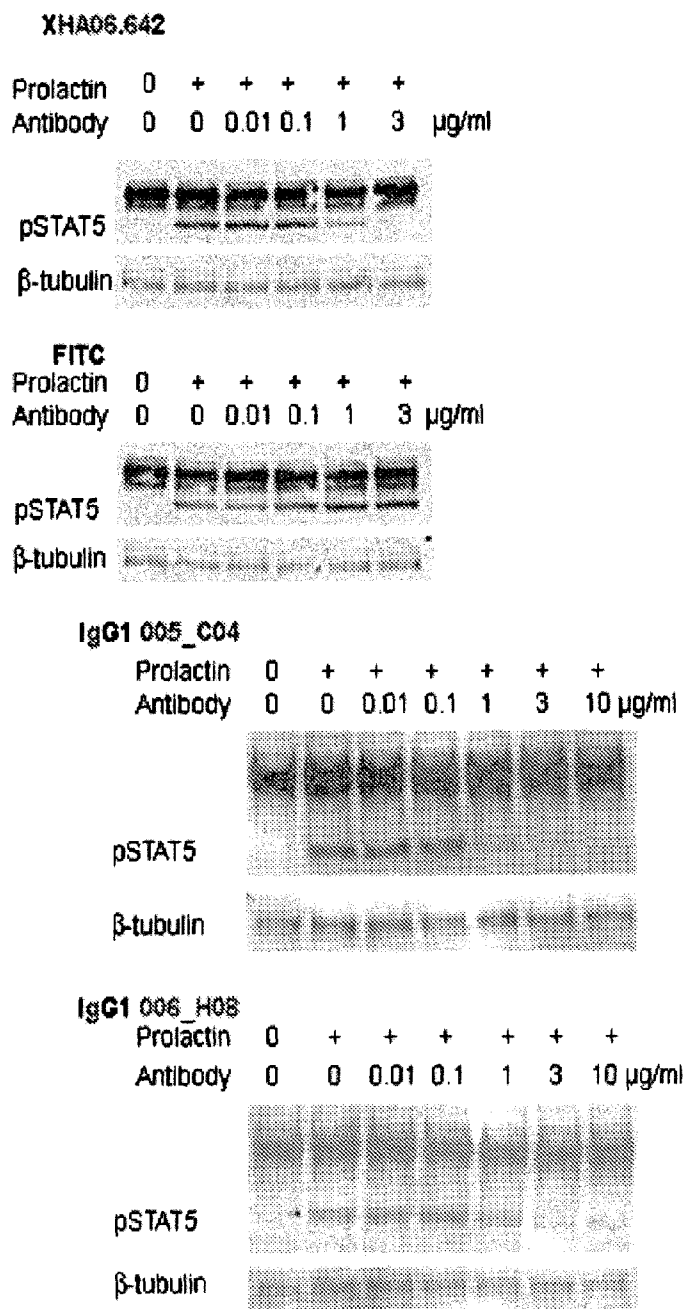 XHA06.642
Prolactin 0 + + + + +
Antibody 0 0 0.01 0.1 1 3 µg/ml
pSTAT5
β-tubulin
FITC
Prolactin 0 + + + + +
Antibody 0 0 0.01 0.1 1 3 µg/ml
pSTAT5
β-tubulin
IgG1 005_C04
Prolactin 0 + + + + + +
Antibody 0 0 0.01 0.1 1 3 10 µg/ml
pSTAT5
β-tubulin
IgG1 006_H08
Prolactin 0 + + + + + +
Antibody 0 0 0.01 0.1 1 3 10 µg/ml
pSTAT5
β-tubulin